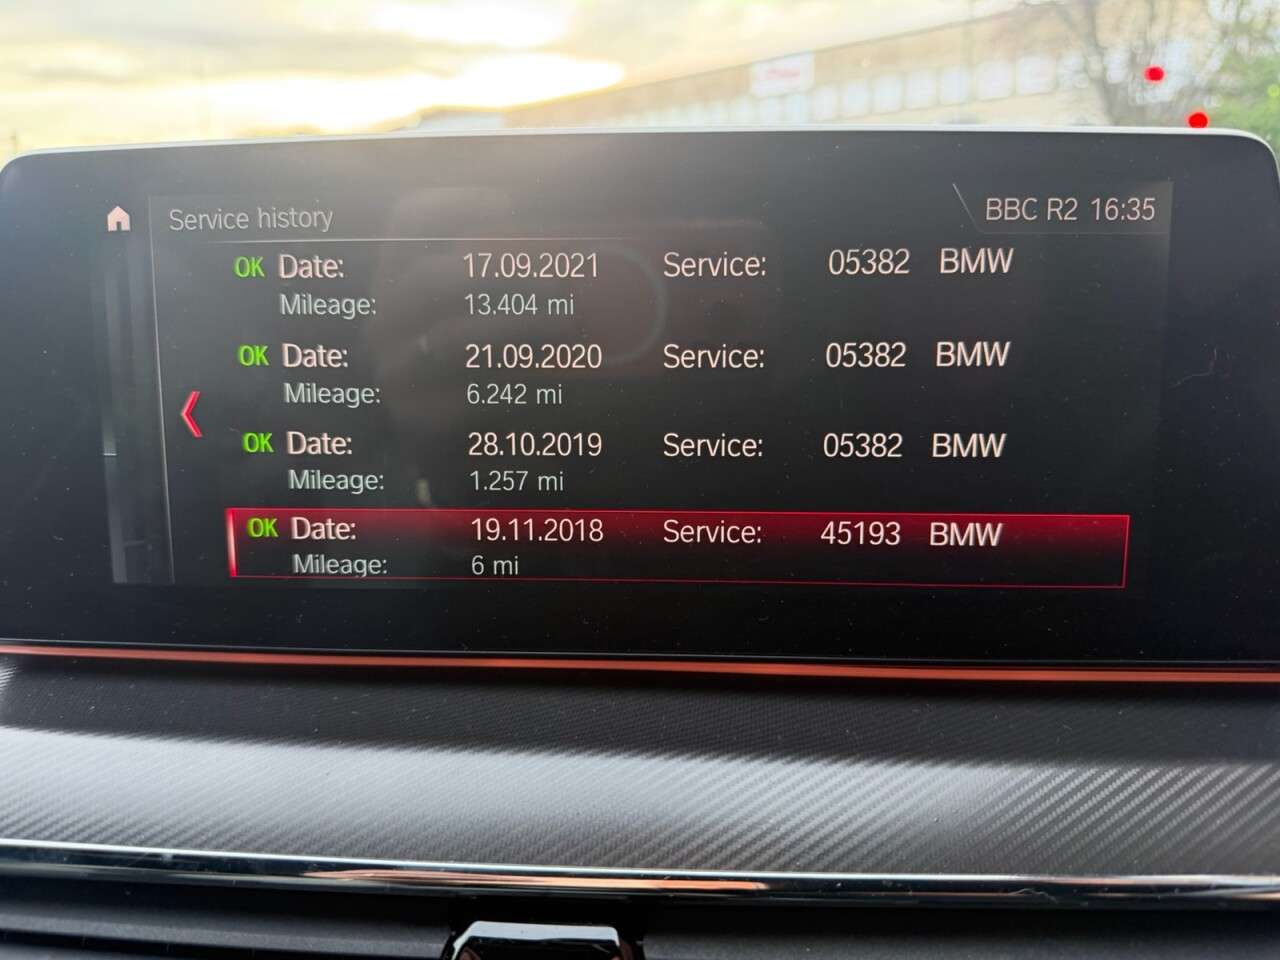 Service history
BBC R2 16:35
OK Date: 17.09.2021 Service: 05382 BMW
Mileage: 13.404 mi
OK Date: 21.09.2020 Service: 05382 BMW
Mileage: 6.242 mi
OK Date: 28.10.2019 Service: 05382 BMW
Mileage: 1.257 mi
OK Date: 19.11.2018 Service: 45193 BMW
Mileage: 6 mi